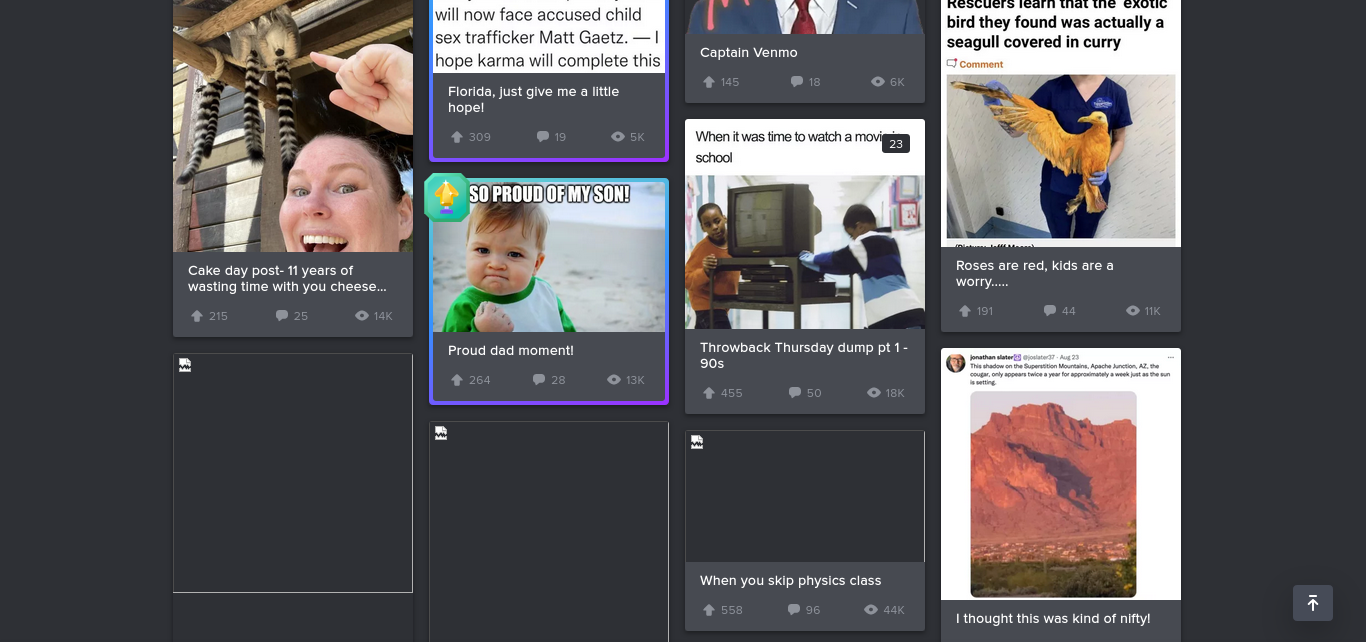 Cake day post- 11 years of
wasting time with you cheese...
215 25 14K
will now face accused child
sex trafficker Matt Gaetz. — I
hope karma will complete this
Florida, just give me a little
hope!
309 19 5K
SO PROUD OF MY SON!
Proud dad moment!
264 28 13K
Captain Venmo
145 18 6K
When it was time to watch a movie in
school
23
Throwback Thursday dump pt 1 -
90s
455 50 18K
When you skip physics class
558 96 44K
Rescuers learn that the 'exotic'
bird they found was actually a
seagull covered in curry
Comment
Roses are red, kids are a
worry.....
191 44 11K
jonathan slater @joslater37 · Aug 23
This shadow on the Superstition Mountains, Apache Junction, AZ, the
cougar, only appears twice a year for approximately a week just as the sun
is setting.
I thought this was kind of nifty!